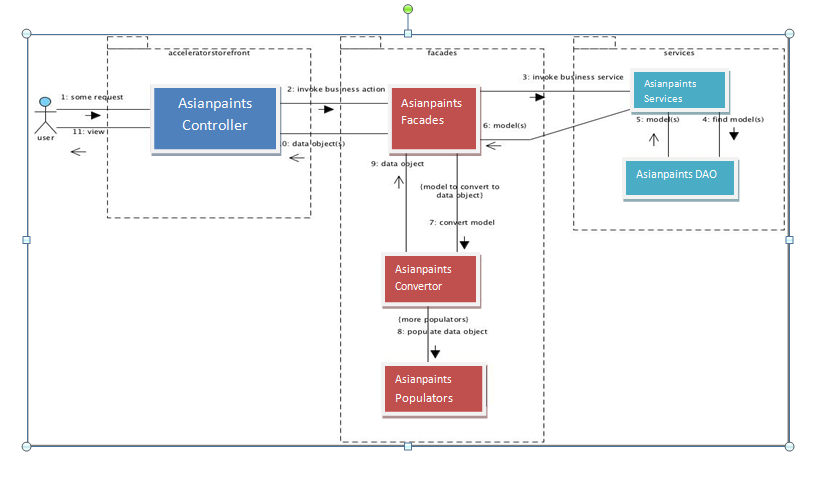 acceleratorstorefront
facades
services
1: some request
11: view
user
Asianpaints
Controller
2: invoke business action
0: data object(s)
Asianpaints
Facades
3: invoke business service
6: model(s)
Asianpaints
Services
5: model(s)
4: find model(s)
Asianpaints DAO
9: data object
(model to convert to
data object)
7: convert model
Asianpaints
Convertor
(more populators)
8: populate data object
Asianpaints
Populators